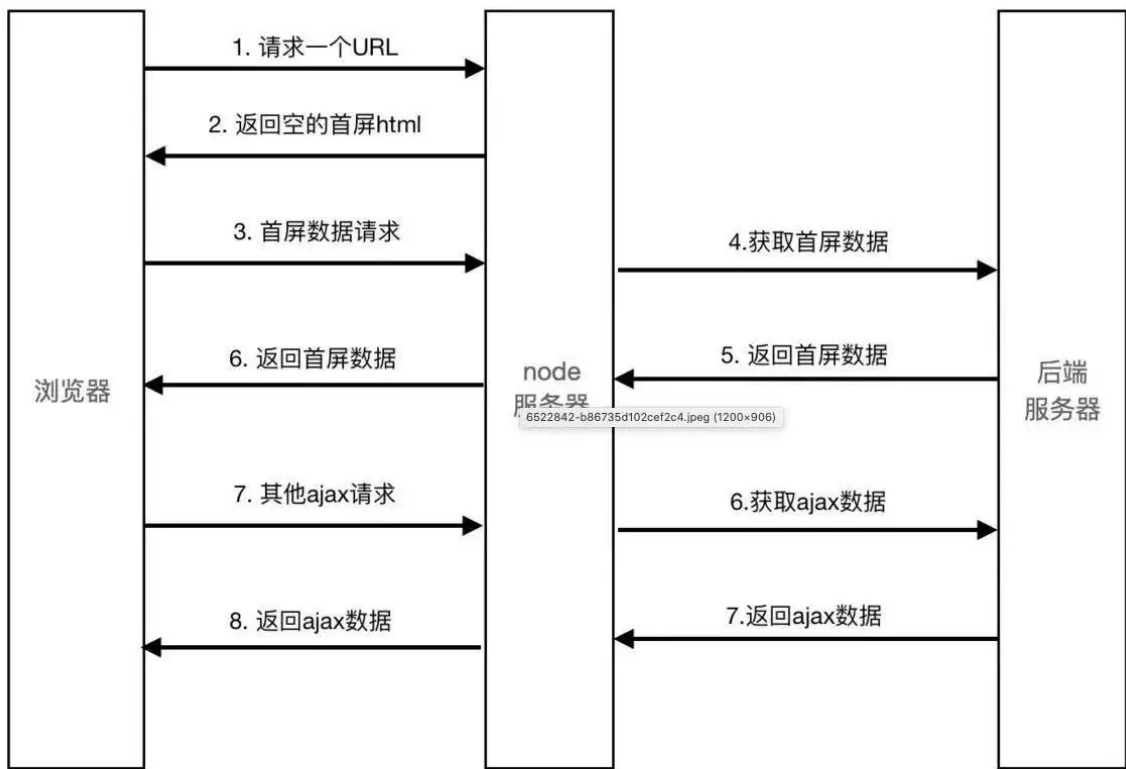 1. 请求一个URL
2. 返回空的首屏html
3. 首屏数据请求
4.获取首屏数据
6. 返回首屏数据
5. 返回首屏数据
浏览器
node
服务器
6522842-b86735d102cef2c4.jpeg (1200×906)
后端
服务器
7. 其他ajax请求
6.获取ajax数据
8. 返回ajax数据
7.返回ajax数据